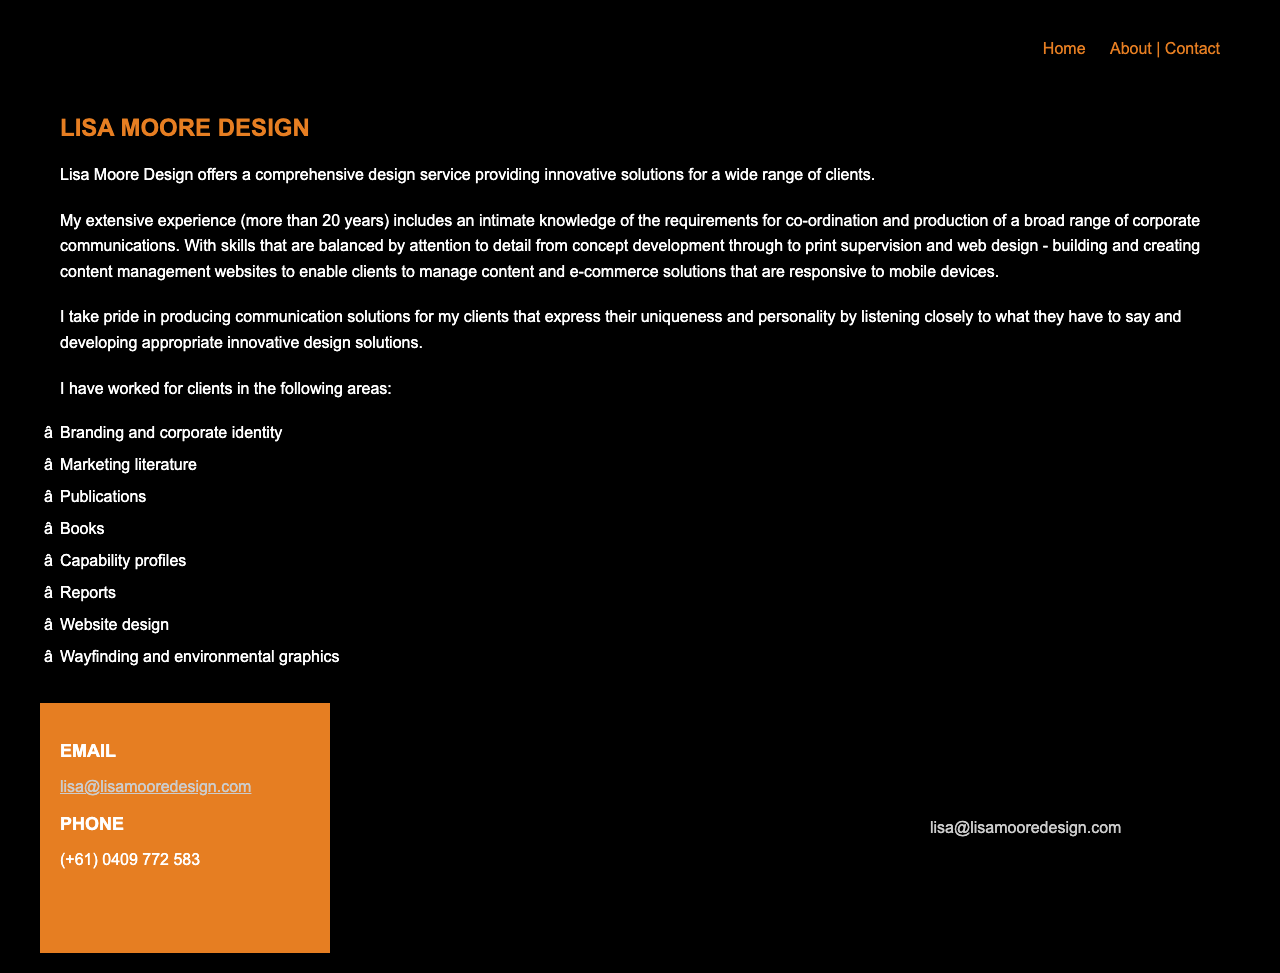 Home About | Contact
LISA MOORE DESIGN
Lisa Moore Design offers a comprehensive design service providing innovative solutions for a wide range of clients.
My extensive experience (more than 20 years) includes an intimate knowledge of the requirements for co-ordination and production of a broad range of corporate
communications. With skills that are balanced by attention to detail from concept development through to print supervision and web design - building and creating
content management websites to enable clients to manage content and e-commerce solutions that are responsive to mobile devices.
I take pride in producing communication solutions for my clients that express their uniqueness and personality by listening closely to what they have to say and
developing appropriate innovative design solutions.
I have worked for clients in the following areas:
â Branding and corporate identity
â Marketing literature
â Publications
â Books
â Capability profiles
â Reports
â Website design
â Wayfinding and environmental graphics
EMAIL
lisa@lisamooredesign.com
PHONE
(+61) 0409 772 583
lisa@lisamooredesign.com